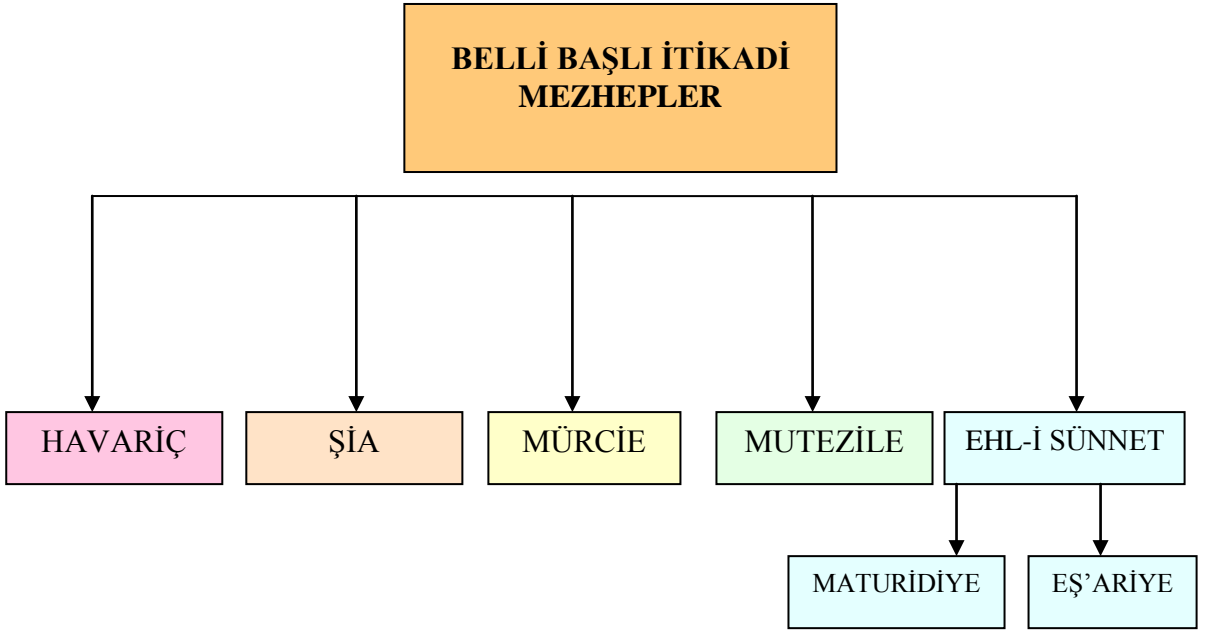 BELLİ BAŞLI İTİKADİ
MEZHEPLER
HAVARİÇ
ŞİA
MÜRCİE
MUTEZİLE
EHL-İ SÜNNET
MATURİDİYE
EŞ’ARİYE